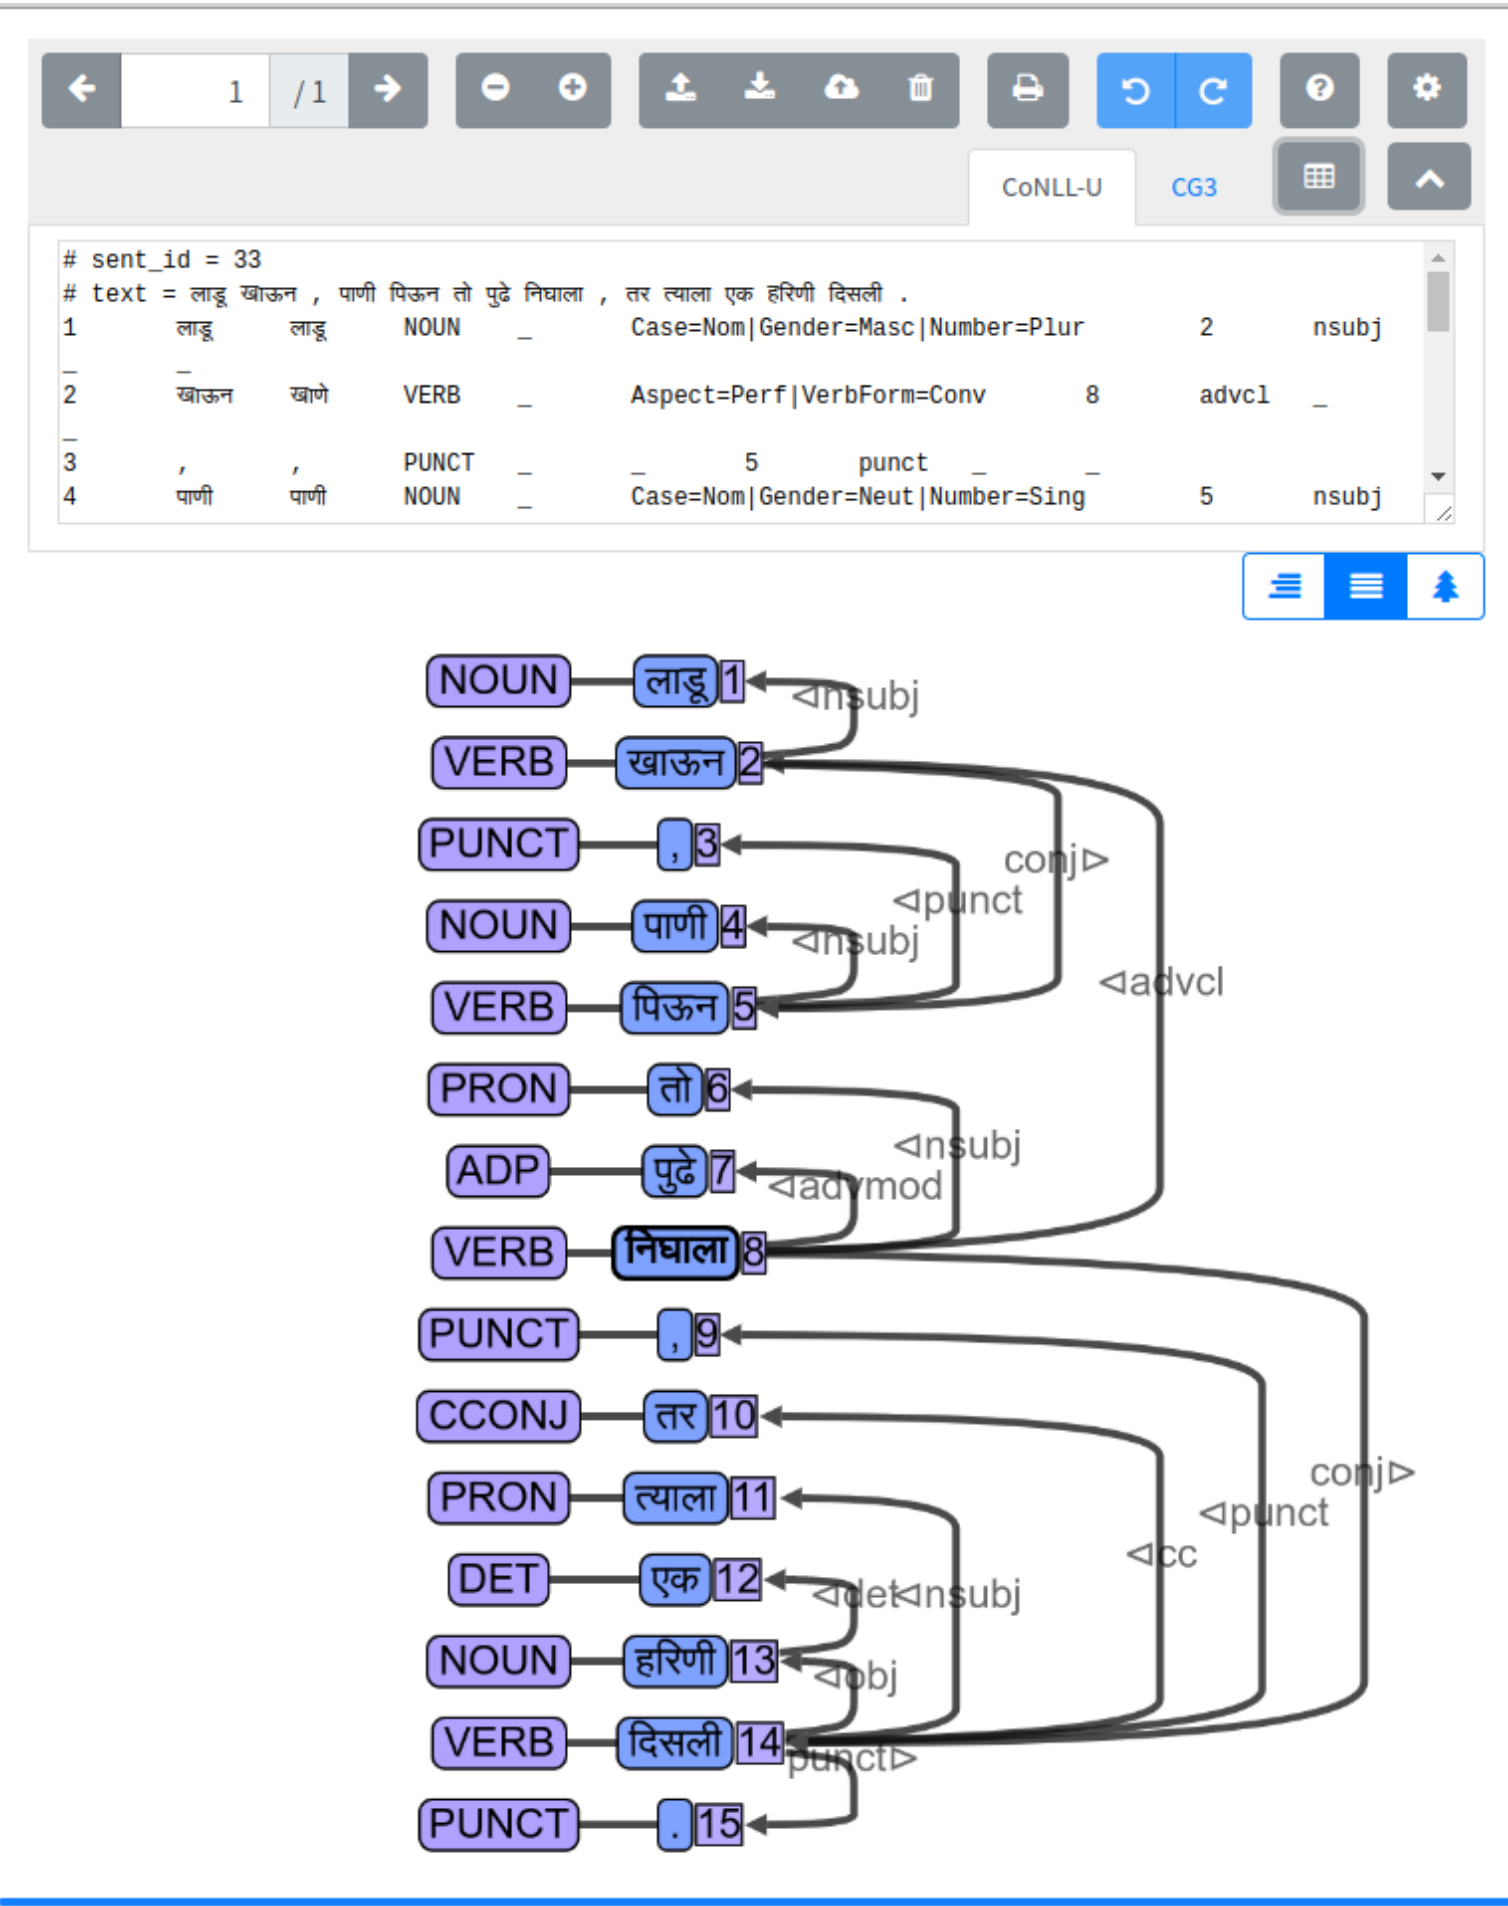 1 / 1
CoNLL-U CG3
# sent_id = 33
# text = लाडू खाऊन , पाणी पिऊन तो पुढे निघाला , तर त्याला एक हरिणी दिसली .
1 लाडू लाडू NOUN _ Case=Nom|Gender=Masc|Number=Plur 2 nsubj
_ _
2 खाऊन खाणे VERB _ Aspect=Perf|VerbForm=Conv 8 advcl _
_
3 , , PUNCT _ _ 5 punct _ _
4 पाणी पाणी NOUN _ Case=Nom|Gender=Neut|Number=Sing 5 nsubj
NOUN लाडू 1
⊲nsubj
VERB खाऊन 2
PUNCT , 3
conj⊳
⊲punct
NOUN पाणी 4
⊲nsubj
⊲advcl
VERB पिऊन 5
PRON तो 6
⊲nsubj
ADP पुढे 7
⊲advmod
VERB निघाला 8
PUNCT , 9
CCONJ तर 10
conj⊳
PRON त्याला 11
⊲punct
⊲cc
DET एक 12
⊲det ⊲nsubj
NOUN हरिणी 13
⊲obj
VERB दिसली 14
punct⊳
PUNCT . 15